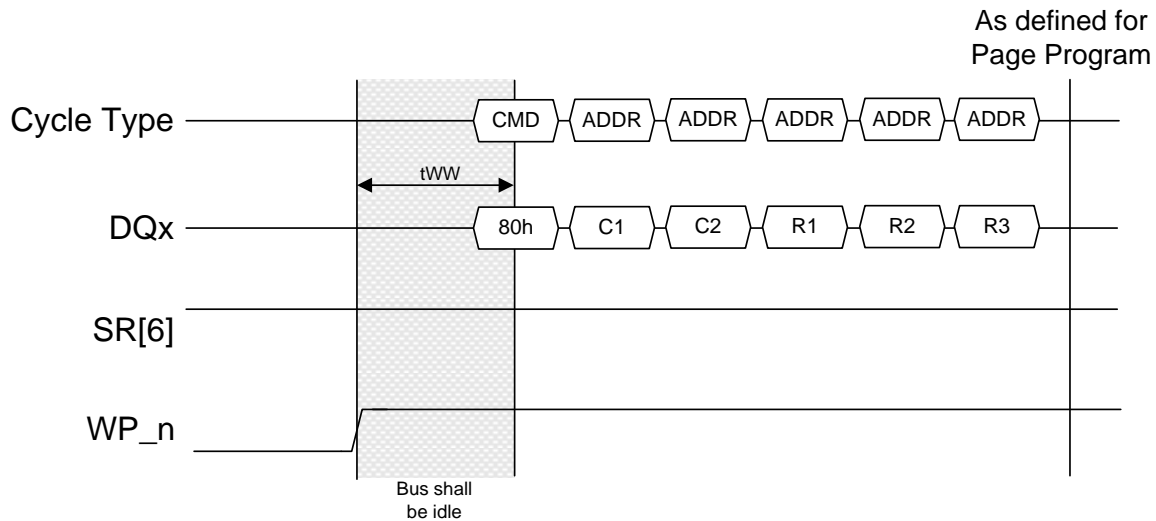 As defined for
Page Program
Cycle Type CMD ADDR ADDR ADDR ADDR ADDR
tWW
DQx 80h C1 C2 R1 R2 R3
SR[6]
WP_n
Bus shall
be idle